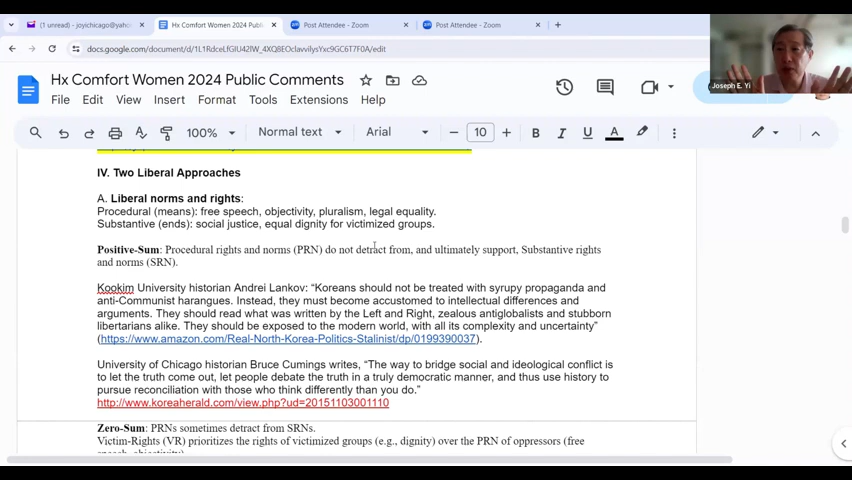 (1 unread) - joyichicago@yaho
Hx Comfort Women 2024 Publi
Post Attendee - Zoom
Post Attendee - Zoom
Hx Comfort Women 2024 Public Comments
File Edit View Insert Format Tools Extensions Help
Joseph E. Yi
100% Normal text Arial 10 B I U A
IV. Two Liberal Approaches
A. Liberal norms and rights:
Procedural (means): free speech, objectivity, pluralism, legal equality.
Substantive (ends): social justice, equal dignity for victimized groups.
Positive-Sum: Procedural rights and norms (PRN) do not detract from, and ultimately support, Substantive rights
and norms (SRN).
Kookim University historian Andrei Lankov: “Koreans should not be treated with syrupy propaganda and
anti-Communist harangues. Instead, they must become accustomed to intellectual differences and
arguments. They should read what was written by the Left and Right, zealous antiglobalists and stubborn
libertarians alike. They should be exposed to the modern world, with all its complexity and uncertainty”
(https://www.amazon.com/Real-North-Korea-Politics-Stalinist/dp/0199390037).
University of Chicago historian Bruce Cumings writes, “The way to bridge social and ideological conflict is
to let the truth come out, let people debate the truth in a truly democratic manner, and thus use history to
pursue reconciliation with those who think differently than you do.”
http://www.koreaherald.com/view.php?ud=20151103001110
Zero-Sum: PRNs sometimes detract from SRNs.
Victim-Rights (VR) prioritizes the rights of victimized groups (e.g., dignity) over the PRN of oppressors (free
speech, objectivity)